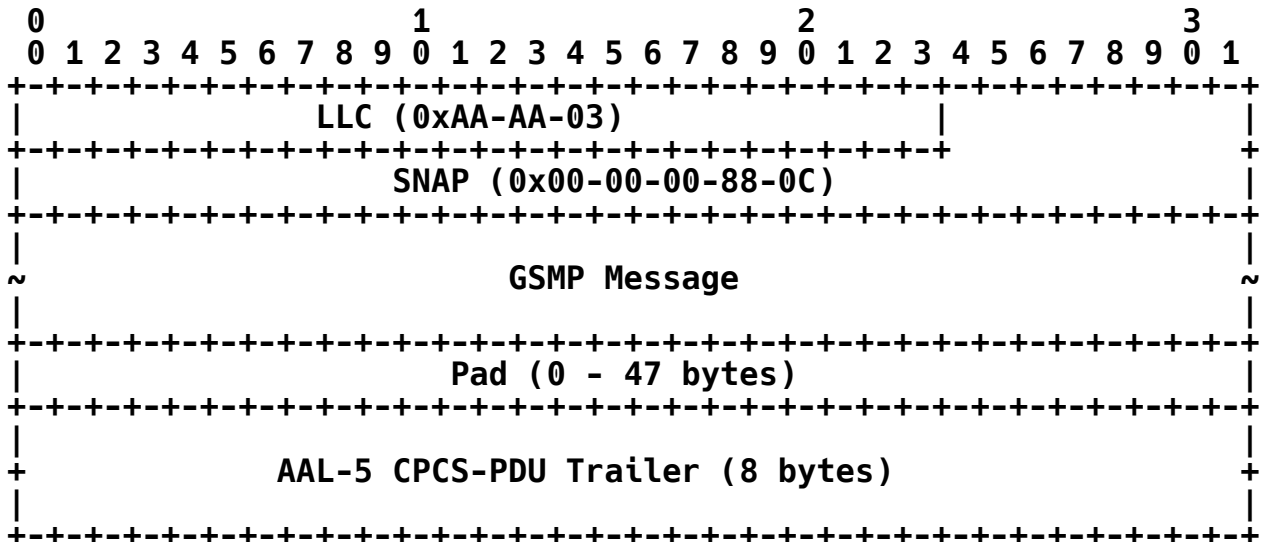 0                   1                   2                   3
 0 1 2 3 4 5 6 7 8 9 0 1 2 3 4 5 6 7 8 9 0 1 2 3 4 5 6 7 8 9 0 1
+-+-+-+-+-+-+-+-+-+-+-+-+-+-+-+-+-+-+-+-+-+-+-+-+-+-+-+-+-+-+-+-+
|               LLC (0xAA-AA-03)                |               |
+-+-+-+-+-+-+-+-+-+-+-+-+-+-+-+-+-+-+-+-+-+-+-+-+               +
|                   SNAP (0x00-00-00-88-0C)                     |
+-+-+-+-+-+-+-+-+-+-+-+-+-+-+-+-+-+-+-+-+-+-+-+-+-+-+-+-+-+-+-+-+
|                                                               |
~                         GSMP Message                          ~
|                                                               |
+-+-+-+-+-+-+-+-+-+-+-+-+-+-+-+-+-+-+-+-+-+-+-+-+-+-+-+-+-+-+-+-+
|                      Pad (0 - 47 bytes)                       |
+-+-+-+-+-+-+-+-+-+-+-+-+-+-+-+-+-+-+-+-+-+-+-+-+-+-+-+-+-+-+-+-+
|                                                               |
+             AAL-5 CPCS-PDU Trailer (8 bytes)                  +
|                                                               |
+-+-+-+-+-+-+-+-+-+-+-+-+-+-+-+-+-+-+-+-+-+-+-+-+-+-+-+-+-+-+-+-+